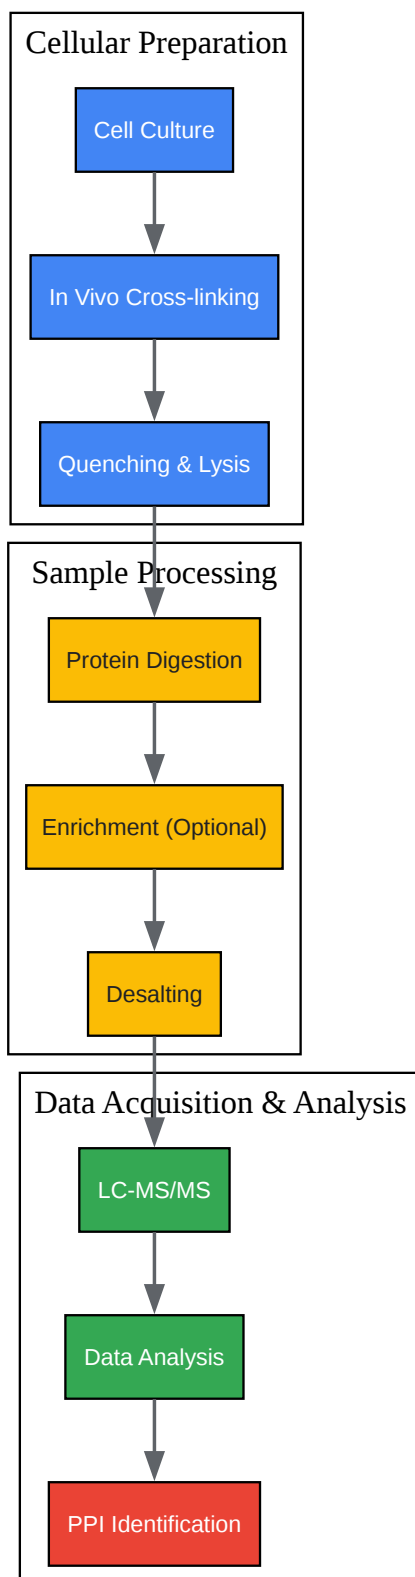 Cellular Preparation
Cell Culture
In Vivo Cross-linking
Quenching & Lysis
Sample Processing
Protein Digestion
Enrichment (Optional)
Desalting
Data Acquisition & Analysis
LC-MS/MS
Data Analysis
PPI Identification